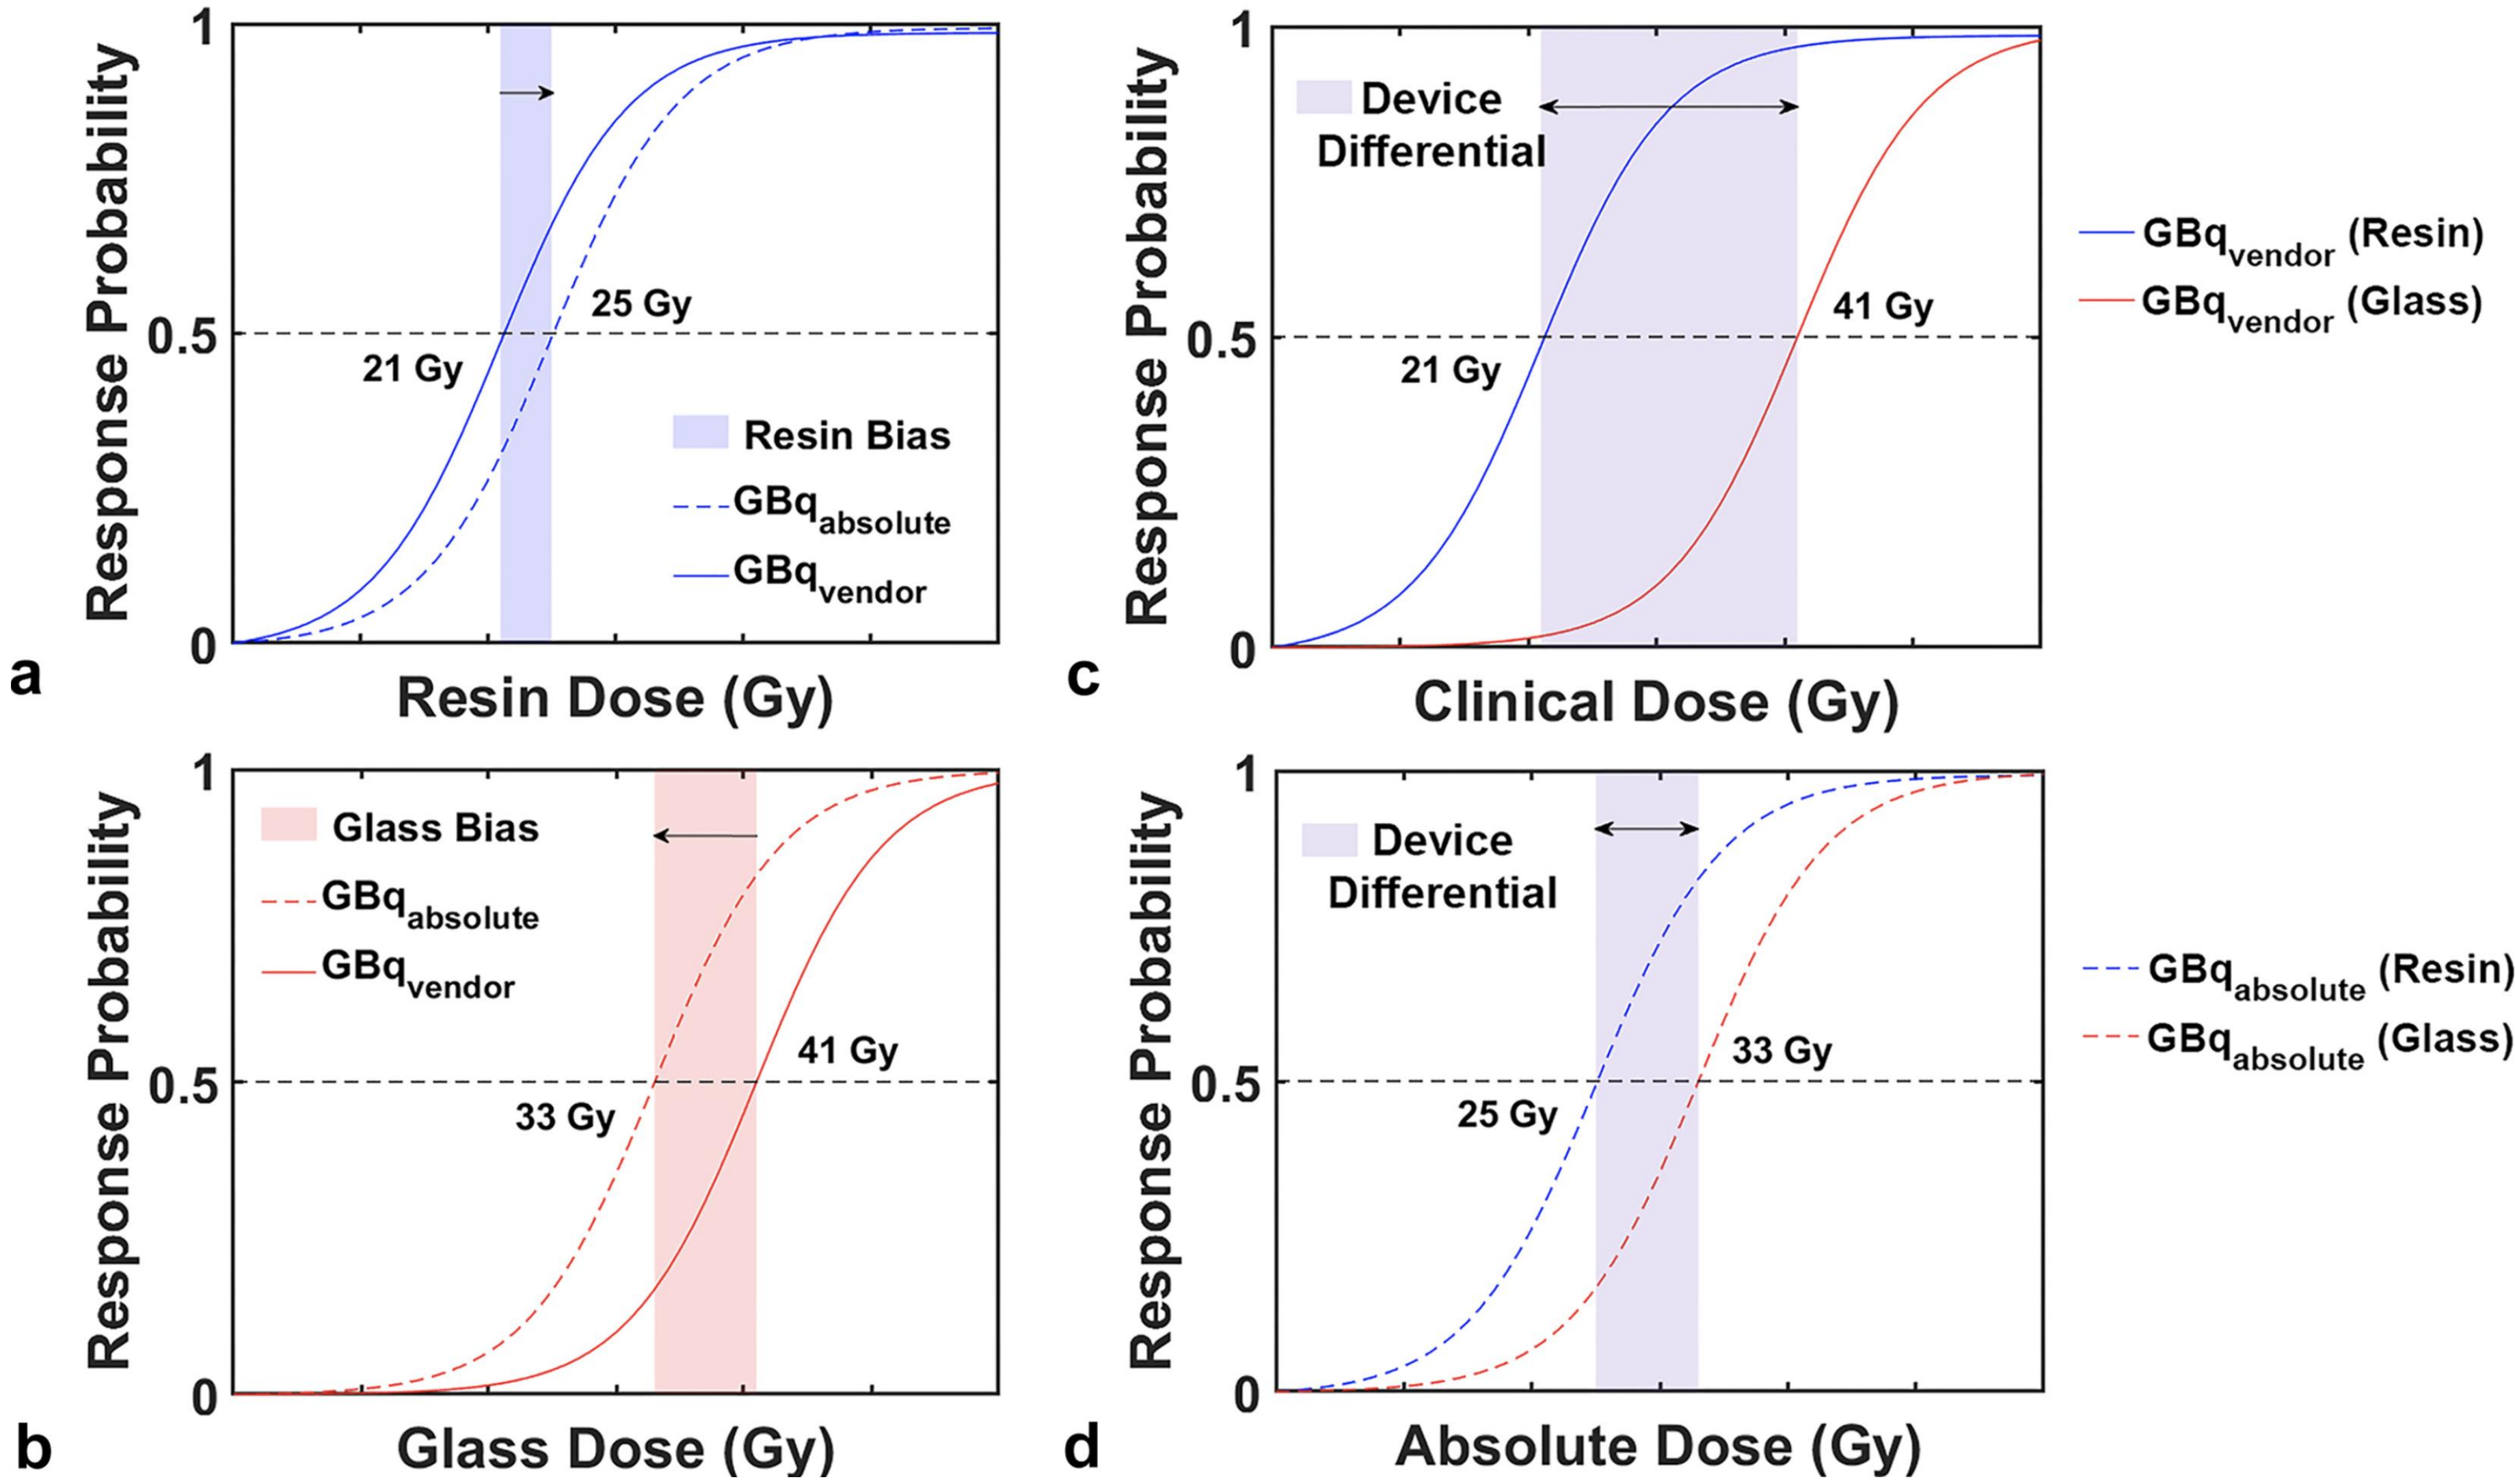 1
Response Probability
0.5
0
25 Gy
21 Gy
Resin Bias
GBqabsolute
GBqvendor
a
Resin Dose (Gy)
1
Response Probability
0.5
0
Glass Bias
GBqabsolute
GBqvendor
41 Gy
33 Gy
b
Glass Dose (Gy)
1
Response Probability
0.5
0
Device
Differential
41 Gy
21 Gy
GBqvendor (Resin)
GBqvendor (Glass)
c
Clinical Dose (Gy)
1
Response Probability
0.5
0
Device
Differential
33 Gy
25 Gy
GBqabsolute (Resin)
GBqabsolute (Glass)
d
Absolute Dose (Gy)